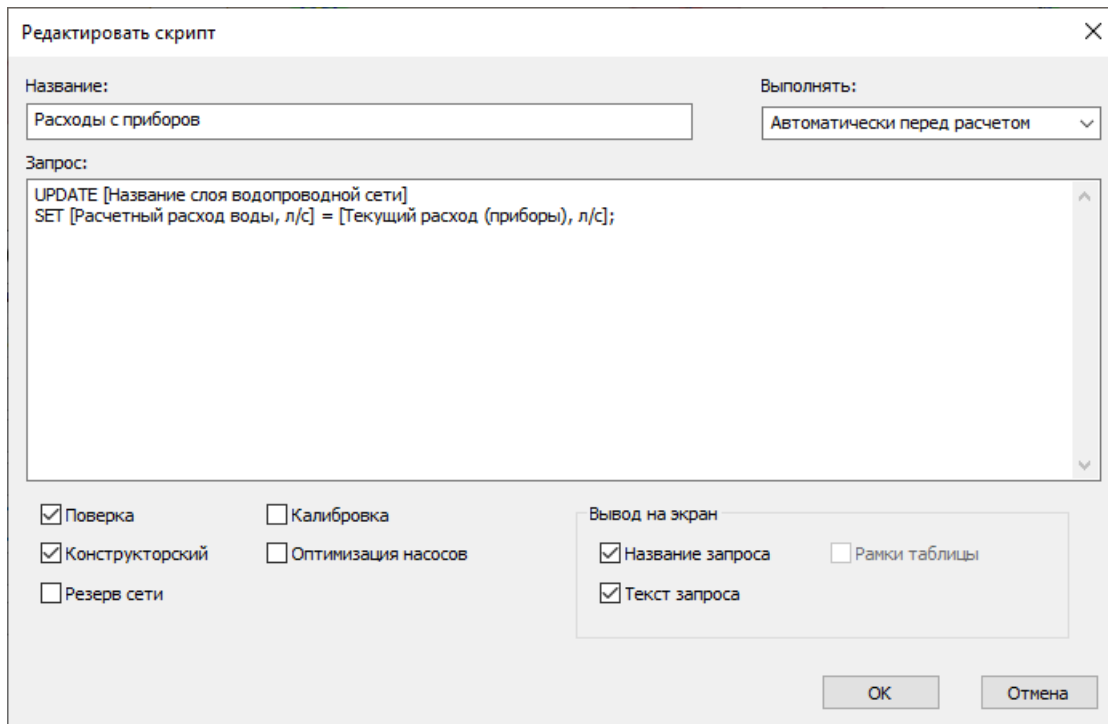 Редактировать скрипт
Название:
Выполнять:
Расходы с приборов
Автоматически перед расчетом
Запрос:
UPDATE [Название слоя водопроводной сети]
SET [Расчетный расход воды, л/с] = [Текущий расход (приборы), л/с];
Поверка
Калибровка
Вывод на экран
Конструкторский
Оптимизация насосов
Название запроса
Рамки таблицы
Резерв сети
Текст запроса
OK
Отмена